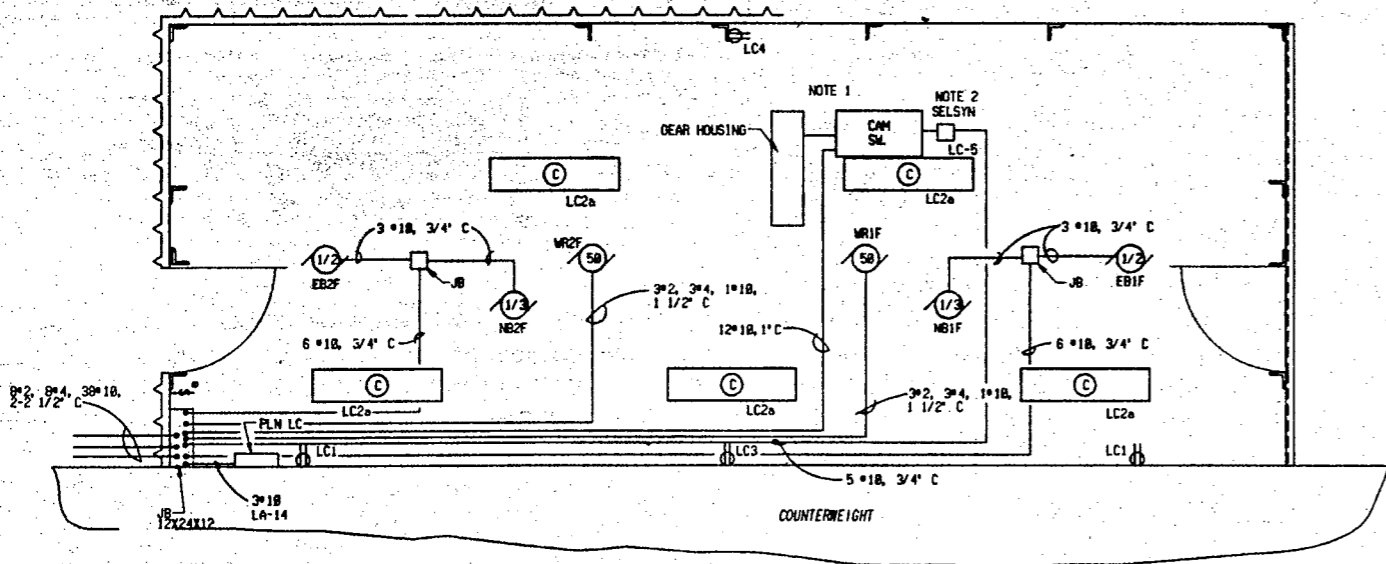 LC4
NOTE 1
NOTE 2
SELSYN
GEAR HOUSING
CAM
SW.
LC-5
C
LC2a
C
LC2a
3 #10, 3/4" C
1/2
EB2F
JB
1/3
NB2F
WR2F
50
3#2, 3#4, 1#10,
1 1/2" C
WR1F
50
3 #10, 3/4" C
1/3
NB1F
JB
1/2
EB1F
6 #10, 3/4" C
12#10, 1" C
6 #10, 3/4" C
8#2, 8#4, 38#10,
2-2 1/2" C
C
LC2a
C
LC2a
3#2, 3#4, 1#10,
1 1/2" C
C
LC2a
PLN LC
LC1
LC3
LC1
5 #10, 3/4" C
3#10
LA-14
JB
12X24X12
COUNTERWEIGHT